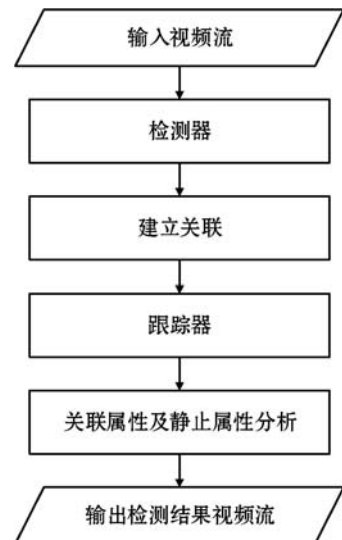 输入视频流
检测器
建立关联
跟踪器
关联属性及静止属性分析
输出检测结果视频流